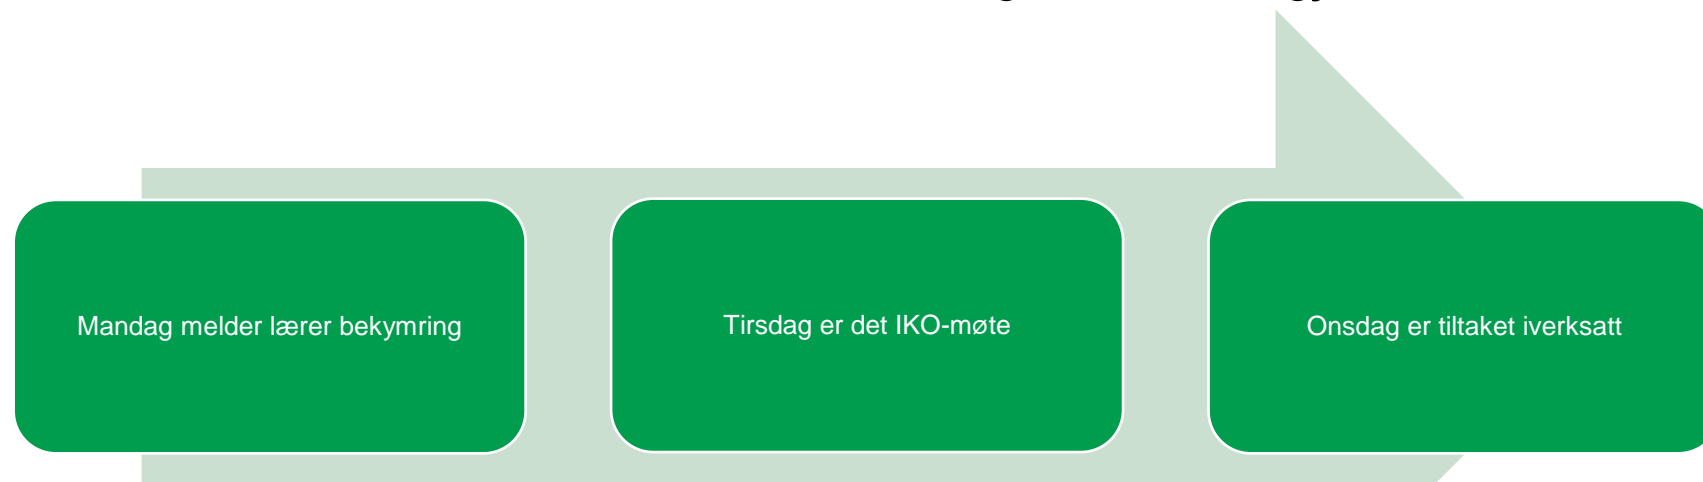 Mandag melder lærer bekymring
Tirsdag er det IKO-møte
Onsdag er tiltaket iverksatt